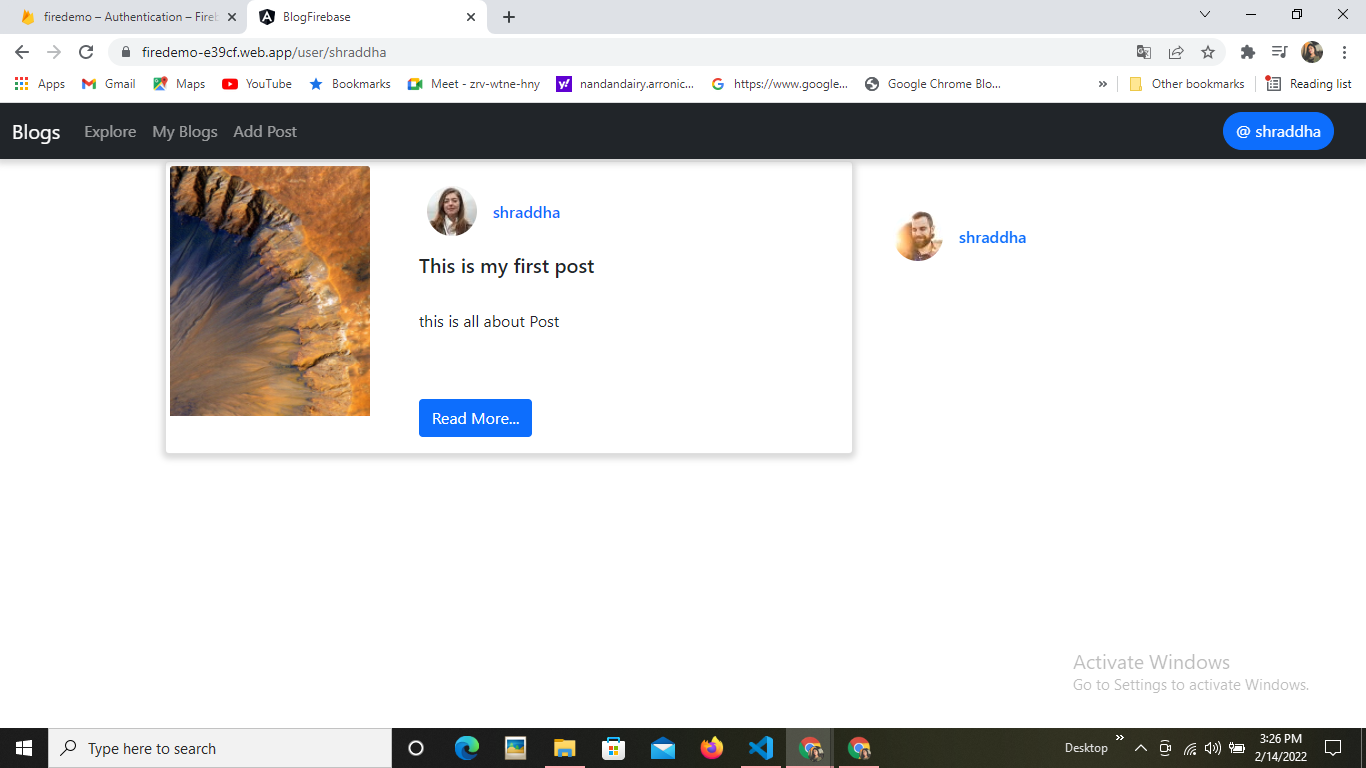 firedemo – Authentication – Fireb
BlogFirebase
firedemo-e39cf.web.app/user/shraddha
Apps
Gmail
Maps
YouTube
Bookmarks
Meet - zrv-wtne-hny
nandandairy.arronic...
https://www.google...
Google Chrome Blo...
»
Other bookmarks
Reading list
Blogs
Explore
My Blogs
Add Post
@ shraddha
shraddha
shraddha
This is my first post
this is all about Post
Read More...
Activate Windows
Go to Settings to activate Windows.
Type here to search
Desktop
»
3:26 PM
2/14/2022